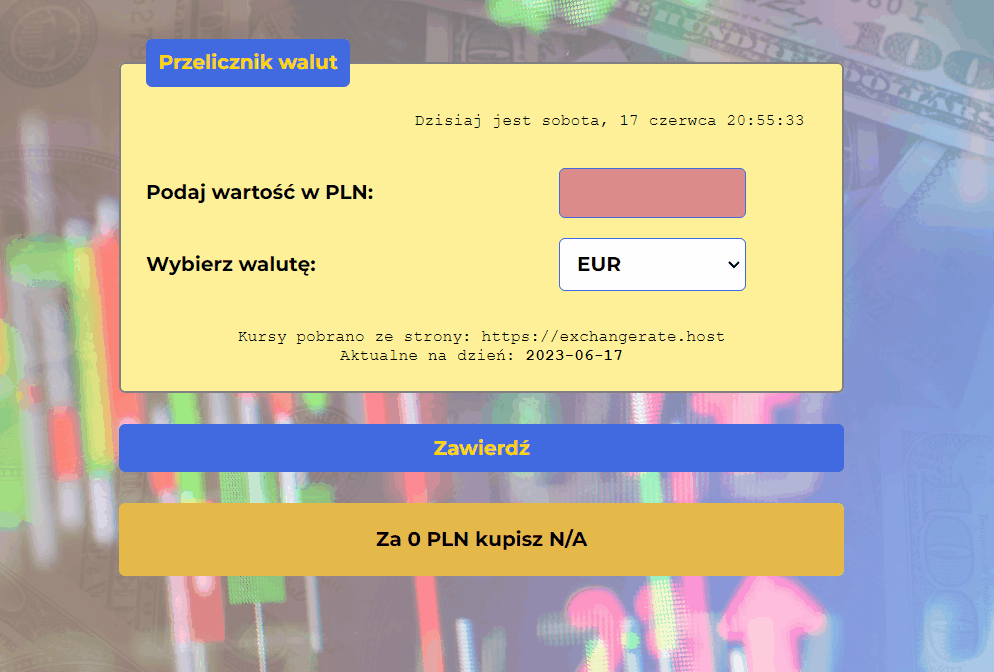 Przelicznik walut
Dzisiaj jest sobota, 17 czerwca 20:55:33
Podaj wartość w PLN:
Wybierz walutę:
EUR
Kursy pobrano ze strony: https://exchangerate.host
Aktualne na dzień: 2023-06-17
Zawierdź
Za 0 PLN kupisz N/A
100